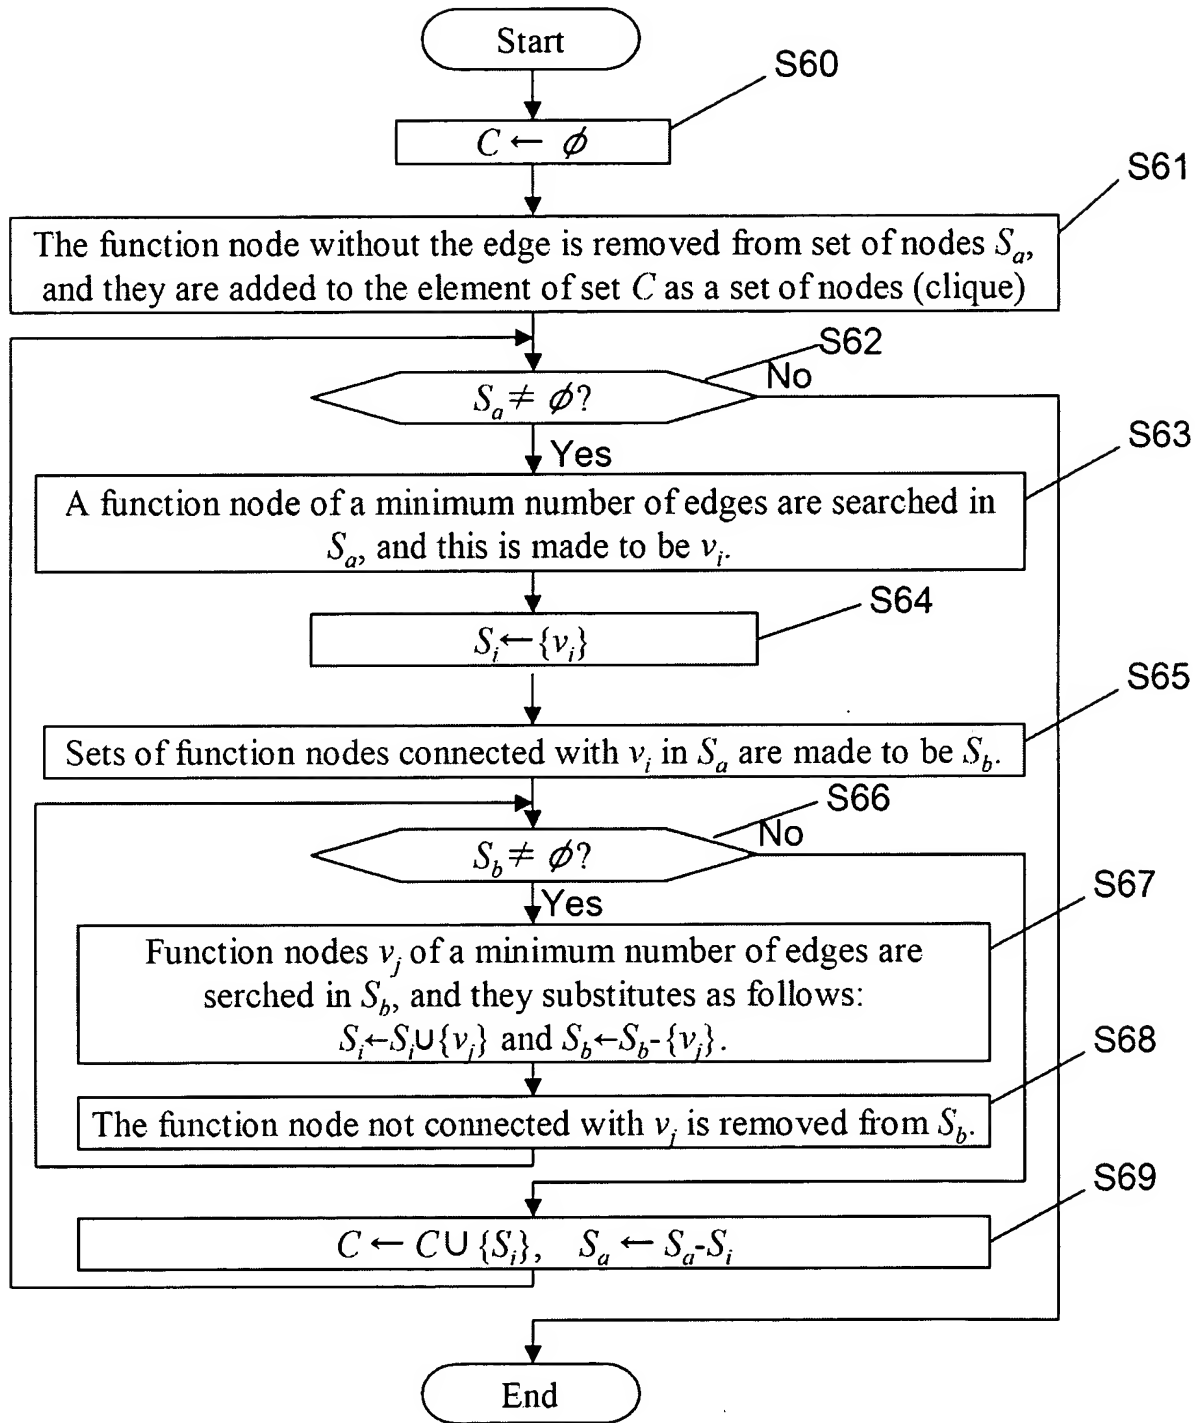 Start
S60
C ← ϕ
S61
The function node without the edge is removed from set of nodes Sa,
and they are added to the element of set C as a set of nodes (clique)
S62
Sa ≠ ϕ?
No
Yes
S63
A function node of a minimum number of edges are searched in
Sa, and this is made to be vi.
S64
Si←{vi}
S65
Sets of function nodes connected with vi in Sa are made to be Sb.
S66
Sb ≠ ϕ?
No
Yes
S67
Function nodes vj of a minimum number of edges are
serched in Sb, and they substitutes as follows:
Si←Si∪{vj} and Sb←Sb-{vj}.
S68
The function node not connected with vj is removed from Sb.
S69
C ← C∪{Si}, Sa ← Sa-Si
End